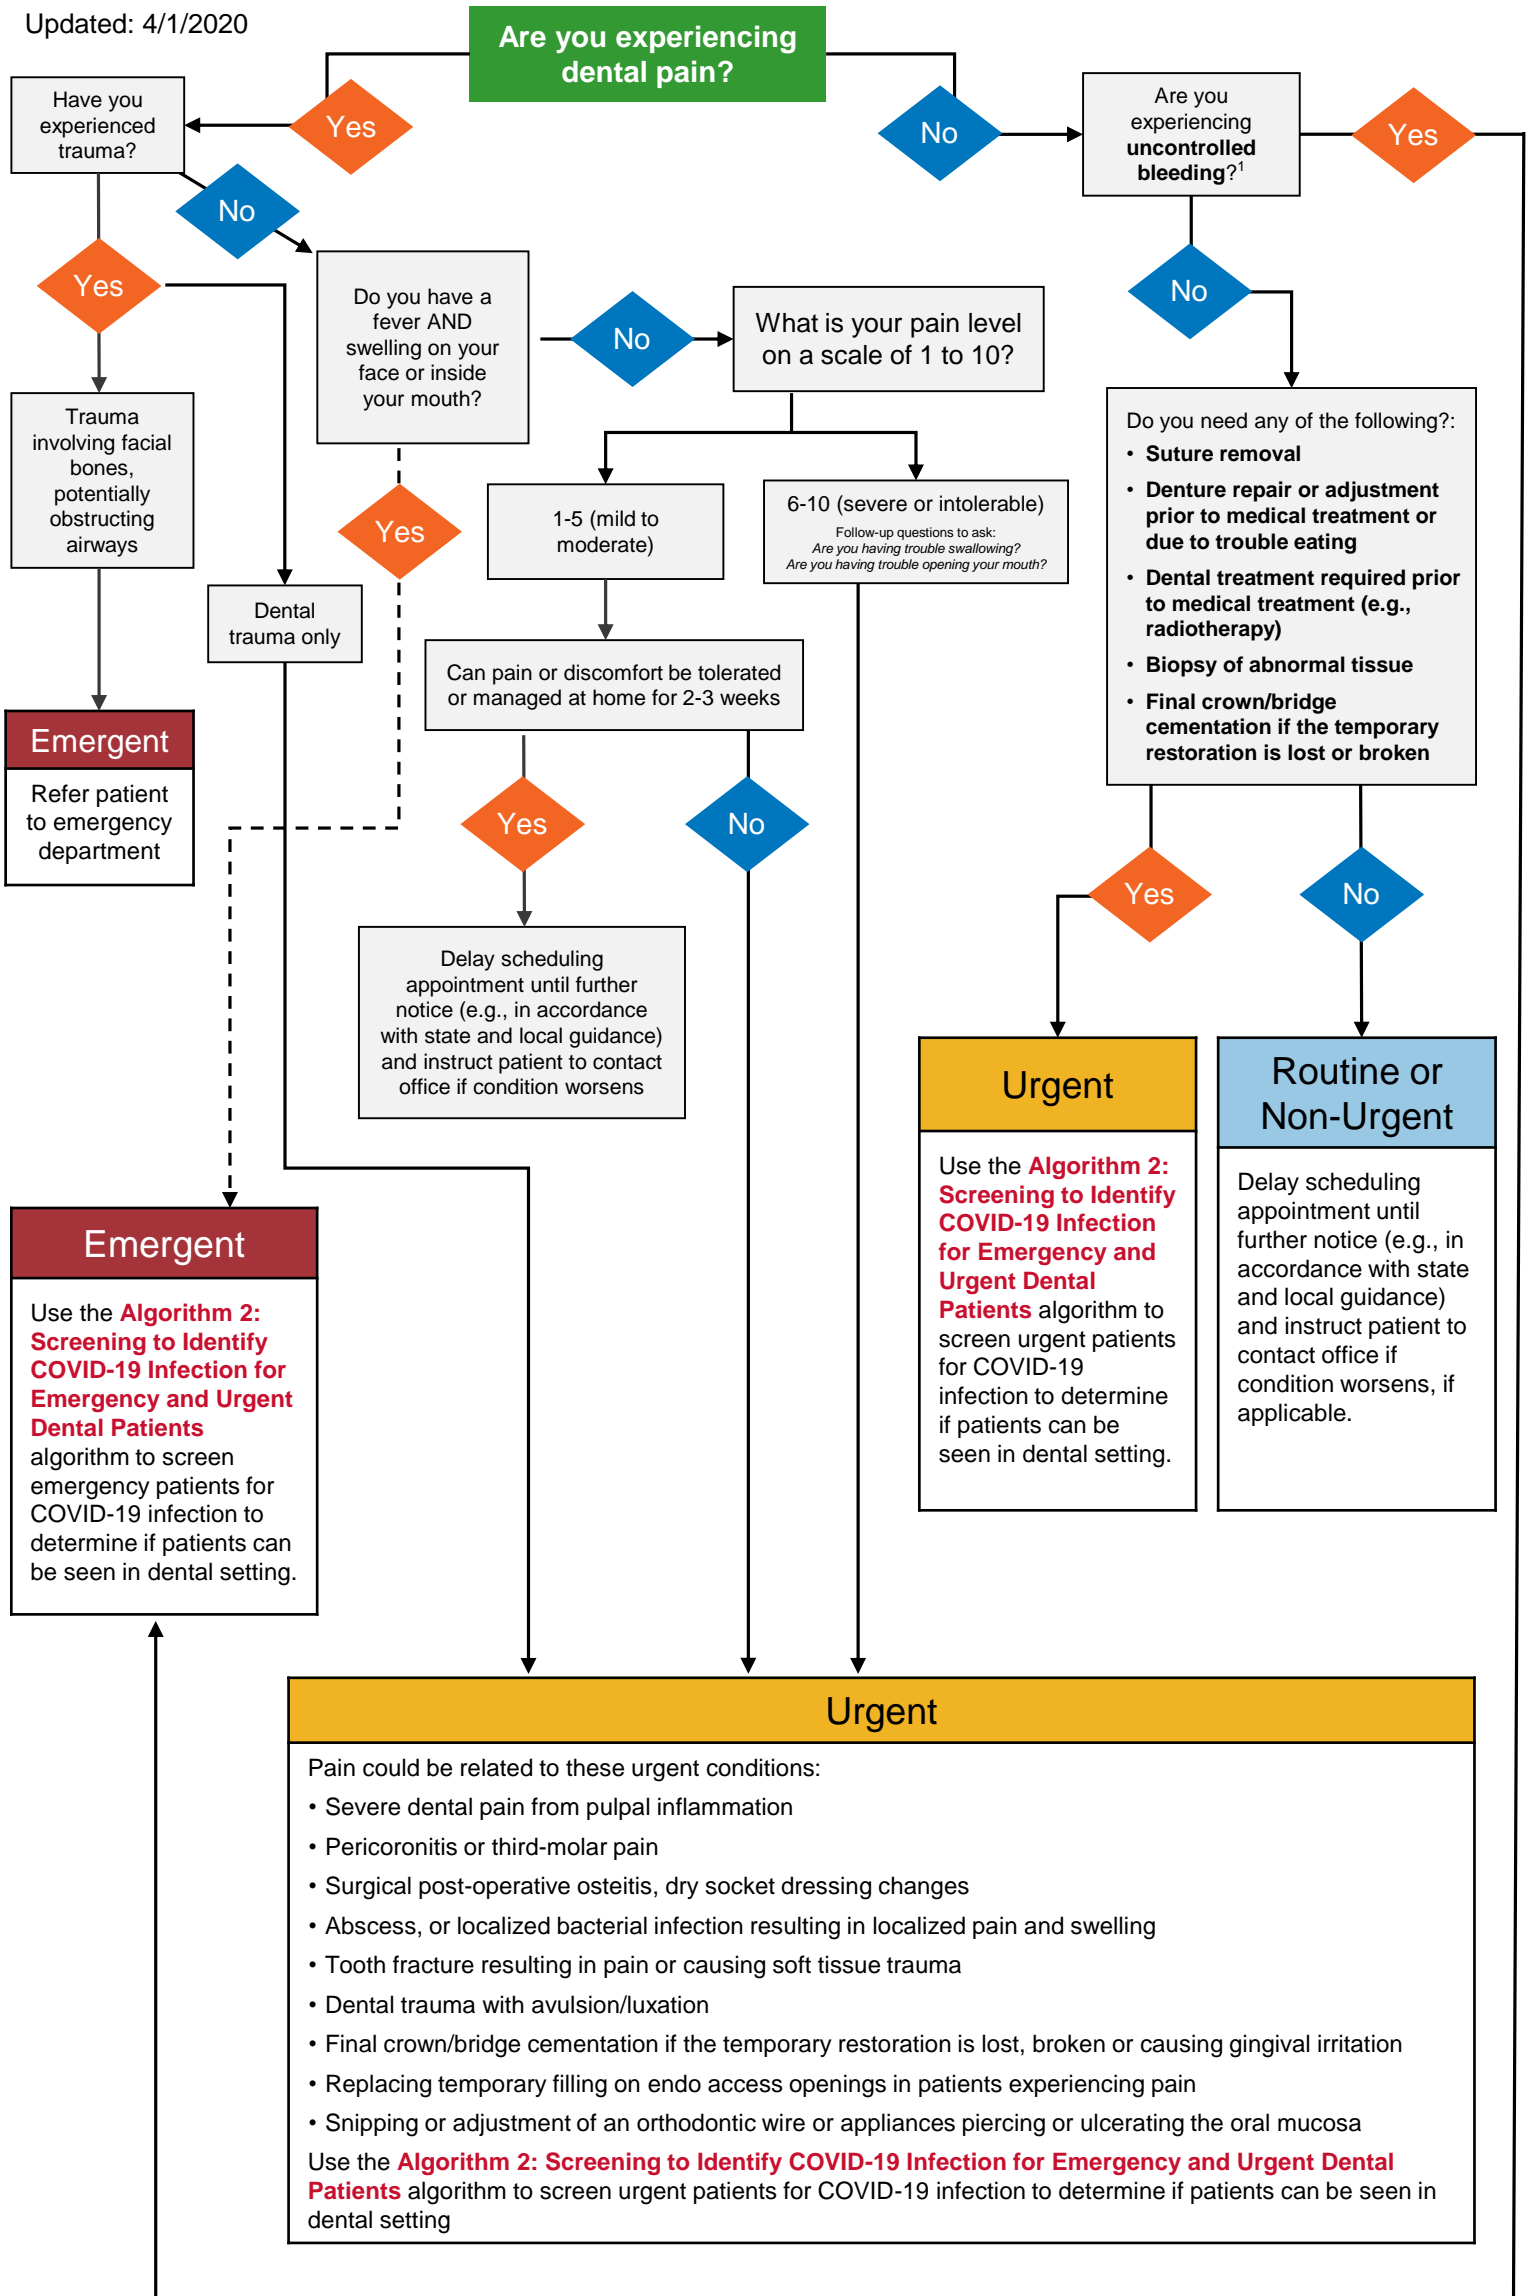 Updated: 4/1/2020
Are you experiencing
dental pain?
Have you
experienced
trauma?
Yes
No
Are you
experiencing
uncontrolled
bleeding?¹
Yes
No
Yes
Do you have a
fever AND
swelling on your
face or inside
your mouth?
No
What is your pain level
on a scale of 1 to 10?
No
Trauma
involving facial
bones,
potentially
obstructing
airways
Yes
1-5 (mild to
moderate)
6-10 (severe or intolerable)
Follow-up questions to ask:
Are you having trouble swallowing?
Are you having trouble opening your mouth?
Do you need any of the following?:
• Suture removal
• Denture repair or adjustment
prior to medical treatment or
due to trouble eating
• Dental treatment required prior
to medical treatment (e.g.,
radiotherapy)
• Biopsy of abnormal tissue
• Final crown/bridge
cementation if the temporary
restoration is lost or broken
Dental
trauma only
Can pain or discomfort be tolerated
or managed at home for 2-3 weeks
Emergent
Refer patient
to emergency
department
Yes
No
Yes
No
Delay scheduling
appointment until further
notice (e.g., in accordance
with state and local guidance)
and instruct patient to contact
office if condition worsens
Urgent
Use the Algorithm 2:
Screening to Identify
COVID-19 Infection
for Emergency and
Urgent Dental
Patients algorithm to
screen urgent patients
for COVID-19
infection to determine
if patients can be
seen in dental setting.
Routine or
Non-Urgent
Delay scheduling
appointment until
further notice (e.g., in
accordance with state
and local guidance)
and instruct patient to
contact office if
condition worsens, if
applicable.
Emergent
Use the Algorithm 2:
Screening to Identify
COVID-19 Infection for
Emergency and Urgent
Dental Patients
algorithm to screen
emergency patients for
COVID-19 infection to
determine if patients can
be seen in dental setting.
Urgent
Pain could be related to these urgent conditions:
• Severe dental pain from pulpal inflammation
• Pericoronitis or third-molar pain
• Surgical post-operative osteitis, dry socket dressing changes
• Abscess, or localized bacterial infection resulting in localized pain and swelling
• Tooth fracture resulting in pain or causing soft tissue trauma
• Dental trauma with avulsion/luxation
• Final crown/bridge cementation if the temporary restoration is lost, broken or causing gingival irritation
• Replacing temporary filling on endo access openings in patients experiencing pain
• Snipping or adjustment of an orthodontic wire or appliances piercing or ulcerating the oral mucosa
Use the Algorithm 2: Screening to Identify COVID-19 Infection for Emergency and Urgent Dental
Patients algorithm to screen urgent patients for COVID-19 infection to determine if patients can be seen in
dental setting